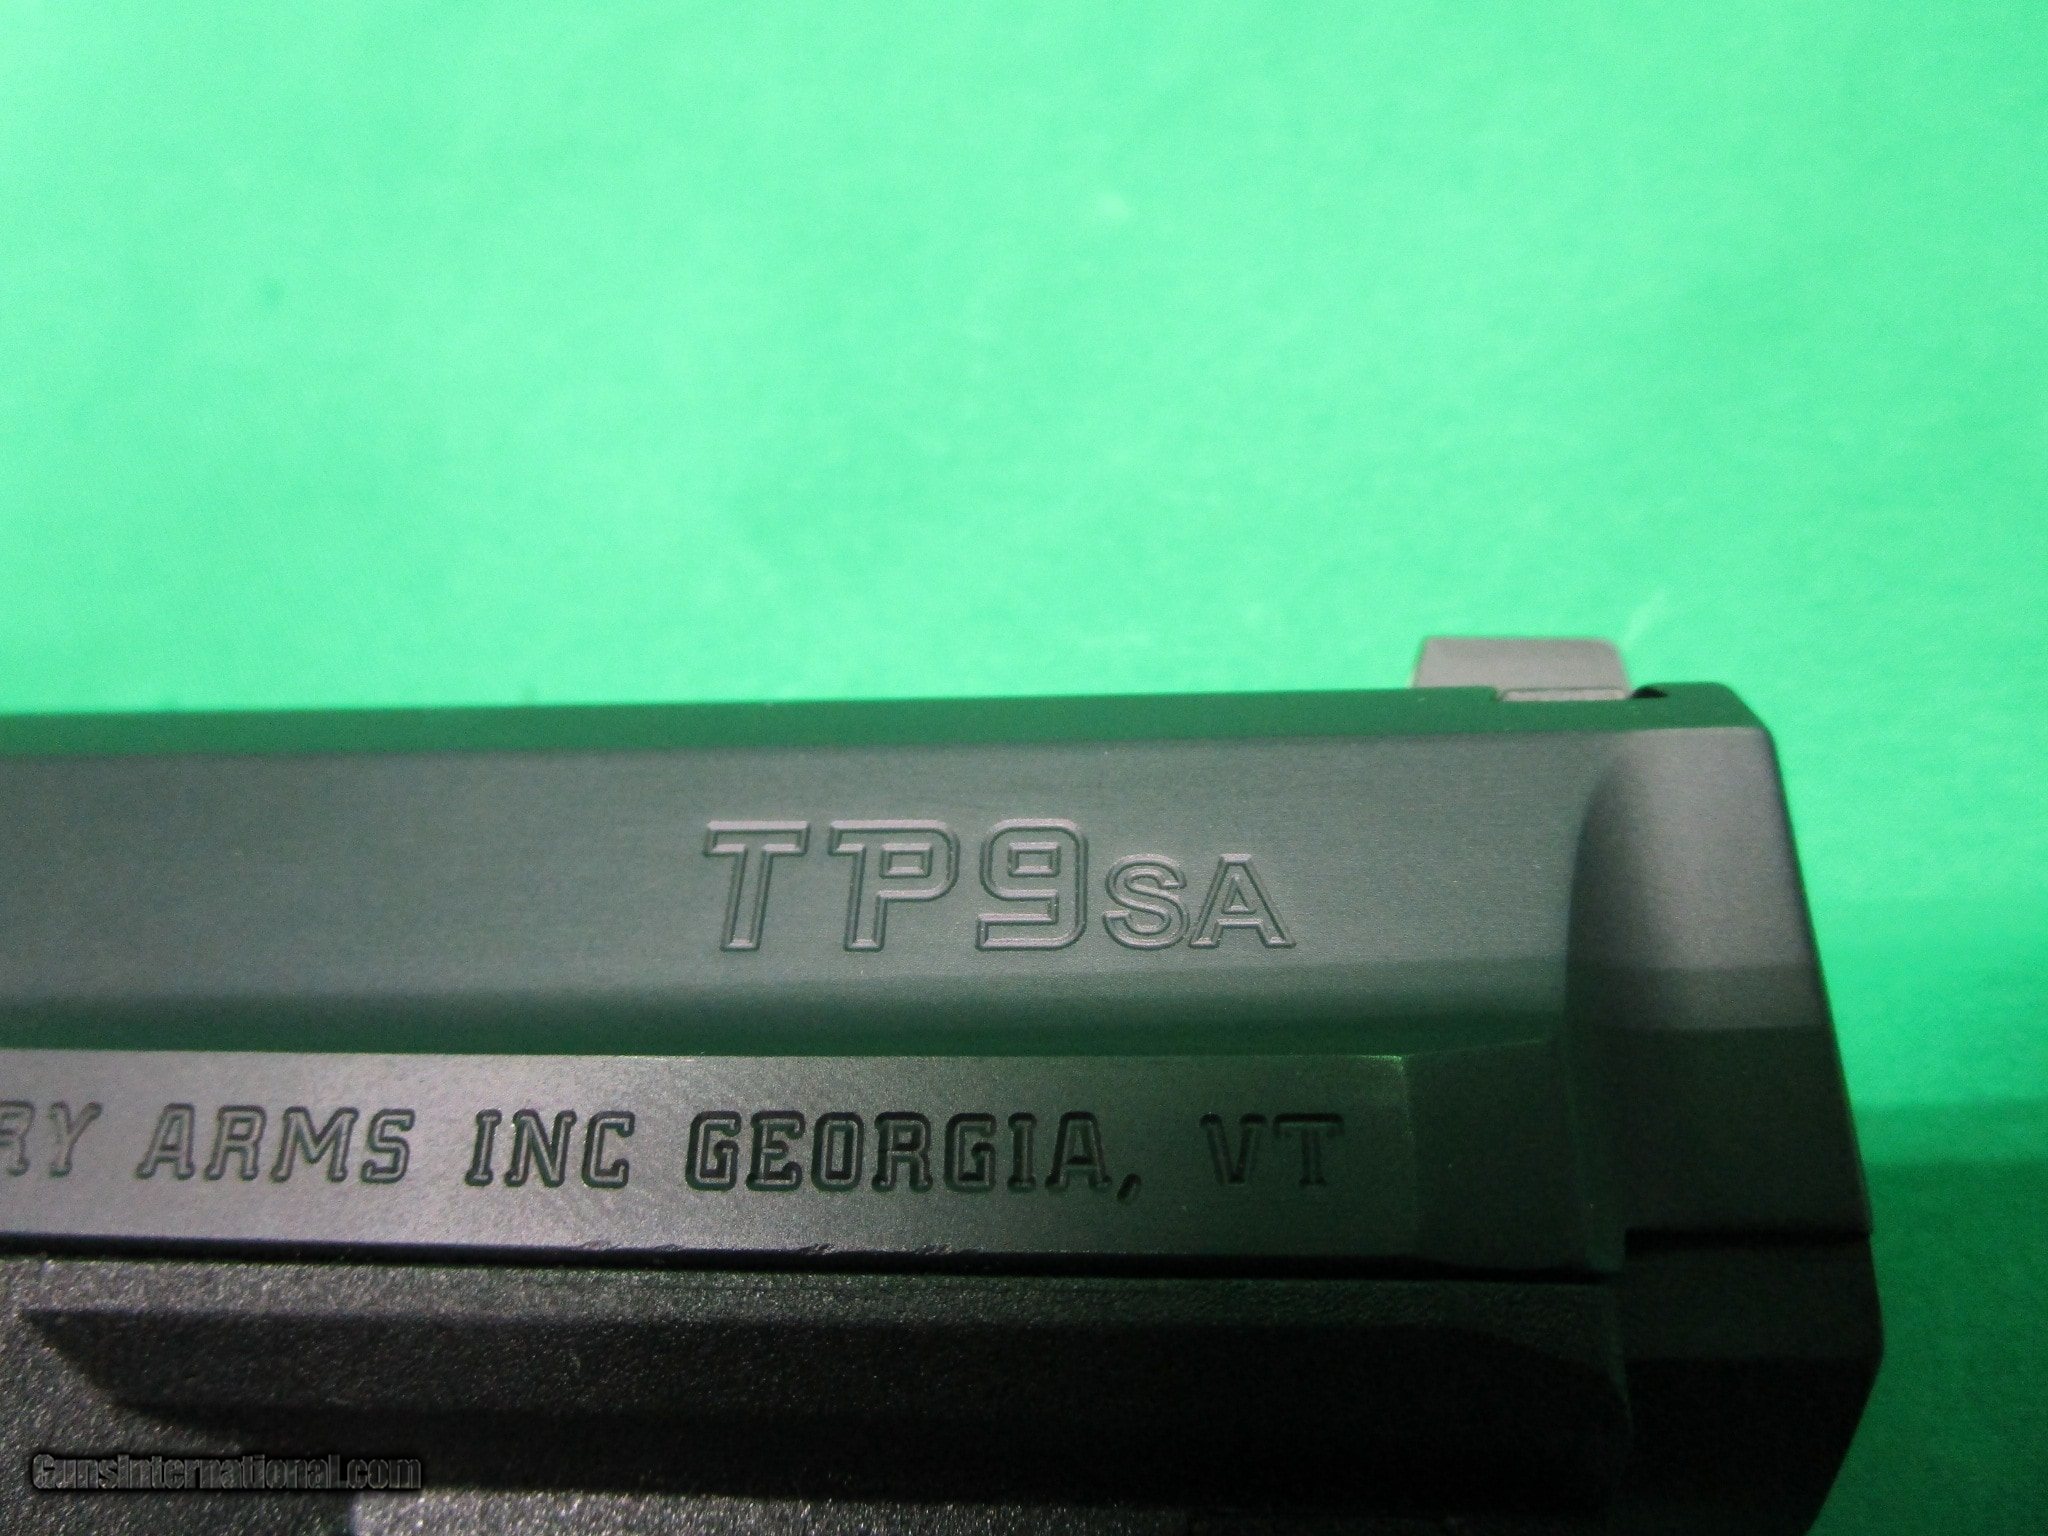 TP9SA
RY ARMS INC GEORGIA, VT
GunsInternational.com